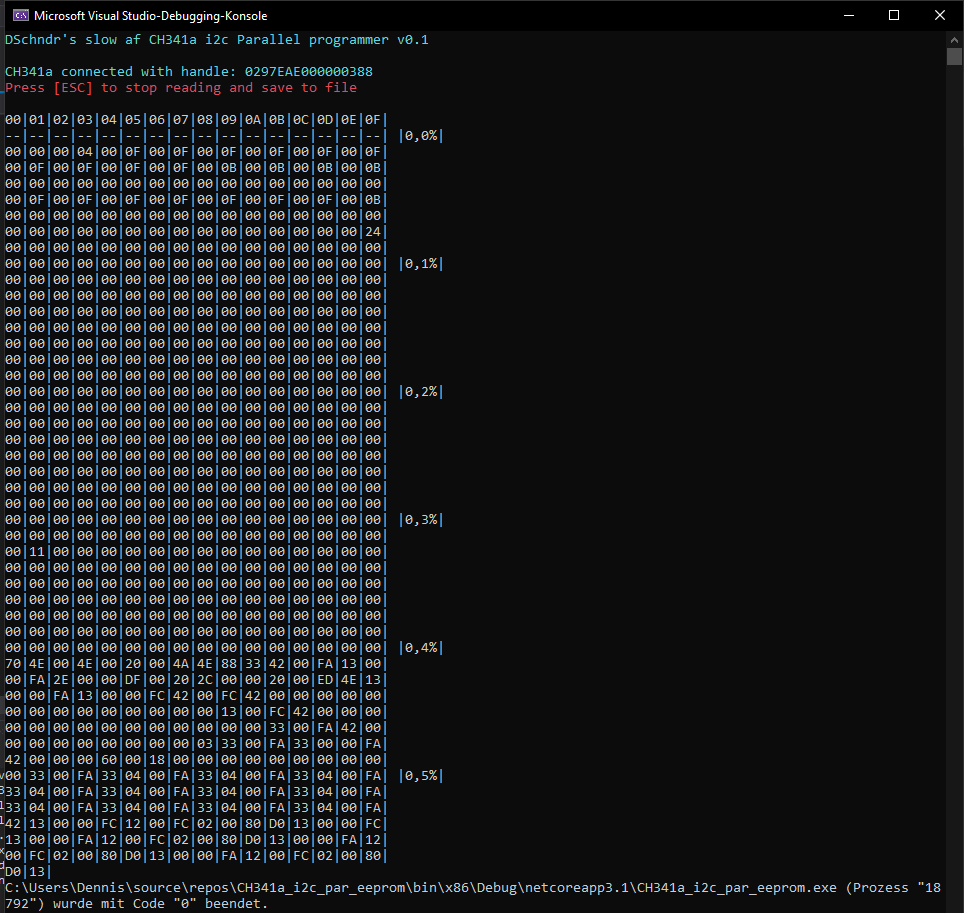 Microsoft Visual Studio-Debugging-Konsole
DSchndr's slow af CH341a i2c Parallel programmer v0.1
CH341a connected with handle: 0297EAE000000388
Press [ESC] to stop reading and save to file
00|01|02|03|04|05|06|07|08|09|0A|0B|0C|0D|0E|0F|
--|--|--|--|--|--|--|--|--|--|--|--|--|--|--|--| |0,0%|
00|00|00|04|00|0F|00|0F|00|0F|00|0F|00|0F|00|0F|
00|0F|00|0F|00|0F|00|0F|00|0B|00|0B|00|0B|00|0B|
00|00|00|00|00|00|00|00|00|00|00|00|00|00|00|00|
00|0F|00|0F|00|0F|00|0F|00|0F|00|0F|00|0F|00|0B|
00|00|00|00|00|00|00|00|00|00|00|00|00|00|00|00|
00|00|00|00|00|00|00|00|00|00|00|00|00|00|00|24|
00|00|00|00|00|00|00|00|00|00|00|00|00|00|00|00|
00|00|00|00|00|00|00|00|00|00|00|00|00|00|00|00| |0,1%|
00|00|00|00|00|00|00|00|00|00|00|00|00|00|00|00|
00|00|00|00|00|00|00|00|00|00|00|00|00|00|00|00|
00|00|00|00|00|00|00|00|00|00|00|00|00|00|00|00|
00|00|00|00|00|00|00|00|00|00|00|00|00|00|00|00|
00|00|00|00|00|00|00|00|00|00|00|00|00|00|00|00|
00|00|00|00|00|00|00|00|00|00|00|00|00|00|00|00|
00|00|00|00|00|00|00|00|00|00|00|00|00|00|00|00|
00|00|00|00|00|00|00|00|00|00|00|00|00|00|00|00| |0,2%|
00|00|00|00|00|00|00|00|00|00|00|00|00|00|00|00|
00|00|00|00|00|00|00|00|00|00|00|00|00|00|00|00|
00|00|00|00|00|00|00|00|00|00|00|00|00|00|00|00|
00|00|00|00|00|00|00|00|00|00|00|00|00|00|00|00|
00|00|00|00|00|00|00|00|00|00|00|00|00|00|00|00|
00|00|00|00|00|00|00|00|00|00|00|00|00|00|00|00|
00|00|00|00|00|00|00|00|00|00|00|00|00|00|00|00|
00|00|00|00|00|00|00|00|00|00|00|00|00|00|00|00| |0,3%|
00|00|00|00|00|00|00|00|00|00|00|00|00|00|00|00|
00|11|00|00|00|00|00|00|00|00|00|00|00|00|00|00|
00|00|00|00|00|00|00|00|00|00|00|00|00|00|00|00|
00|00|00|00|00|00|00|00|00|00|00|00|00|00|00|00|
00|00|00|00|00|00|00|00|00|00|00|00|00|00|00|00|
00|00|00|00|00|00|00|00|00|00|00|00|00|00|00|00|
00|00|00|00|00|00|00|00|00|00|00|00|00|00|00|00|
00|00|00|00|00|00|00|00|00|00|00|00|00|00|00|00| |0,4%|
70|4E|00|4E|00|20|00|4A|4E|88|33|42|00|FA|13|00|
00|FA|2E|00|00|DF|00|20|2C|00|00|20|00|ED|4E|13|
00|00|FA|13|00|00|FC|42|00|FC|42|00|00|00|00|00|
00|00|00|00|00|00|00|00|00|13|00|FC|42|00|00|00|
00|00|00|00|00|00|00|00|00|00|00|33|00|FA|42|00|
00|00|00|00|00|00|00|00|03|33|00|FA|33|00|00|FA|
42|00|00|00|60|00|18|00|00|00|00|00|00|00|00|00|
00|33|00|FA|33|04|00|FA|33|04|00|FA|33|04|00|FA| |0,5%|
33|04|00|FA|33|04|00|FA|33|04|00|FA|33|04|00|FA|
33|04|00|FA|33|04|00|FA|33|04|00|FA|33|04|00|FA|
42|13|00|00|FC|12|00|FC|02|00|80|D0|13|00|00|FC|
13|00|00|FA|12|00|FC|02|00|80|D0|13|00|00|FA|12|
00|FC|02|00|80|D0|13|00|00|FA|12|00|FC|02|00|80|
D0|13|
C:\Users\Dennis\source\repos\CH341a_i2c_par_eeprom\bin\x86\Debug\netcoreapp3.1\CH341a_i2c_par_eeprom.exe (Prozess "18
792") wurde mit Code "0" beendet.